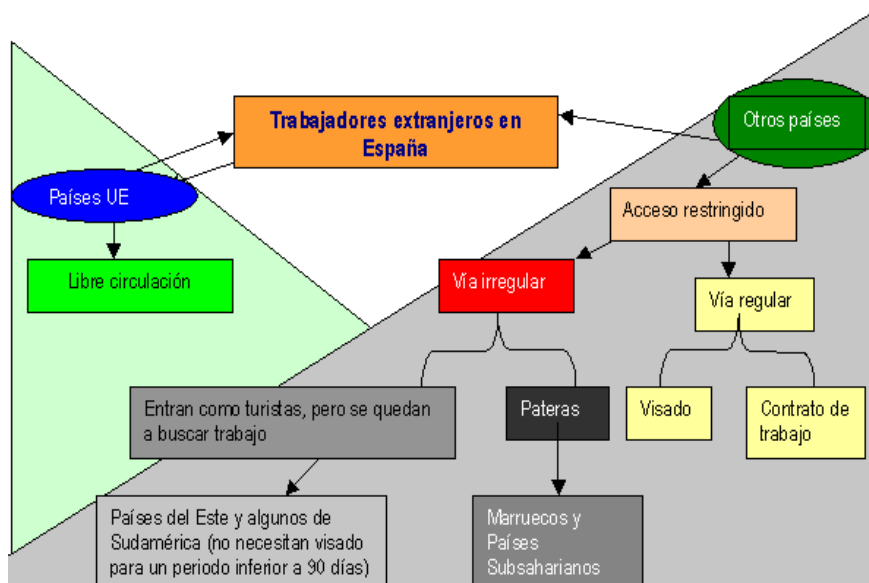 Trabajadores extranjeros en
España
Otros países
Países UE
Acceso restringido
Libre circulación
Vía irregular
Vía regular
Entran como turistas, pero se quedan
a buscar trabajo
Pateras
Visado
Contrato de
trabajo
Países del Este y algunos de
Sudamérica (no necesitan visado
para un periodo inferior a 90 días)
Marruecos y
Países
Subsaharianos